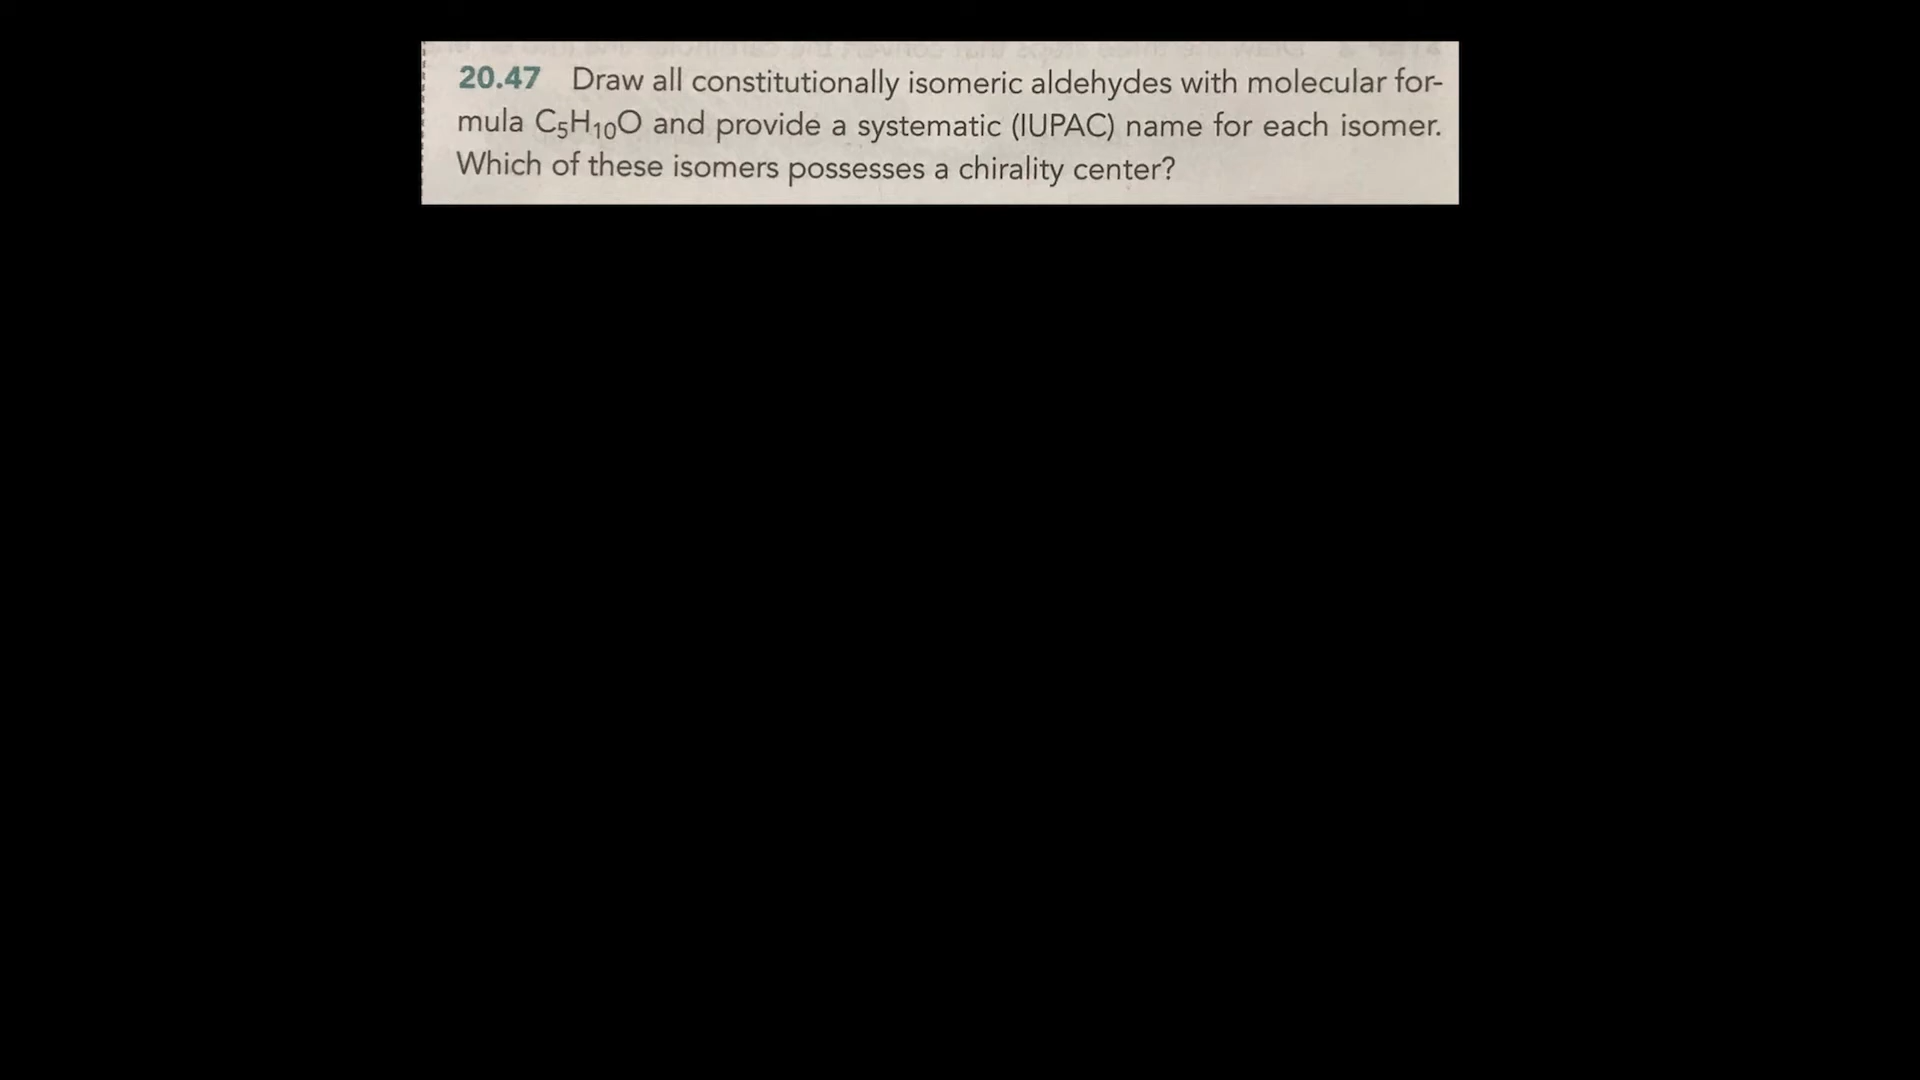 20.47 Draw all constitutionally isomeric aldehydes with molecular for-
mula C₅H₁₀O and provide a systematic (IUPAC) name for each isomer.
Which of these isomers possesses a chirality center?